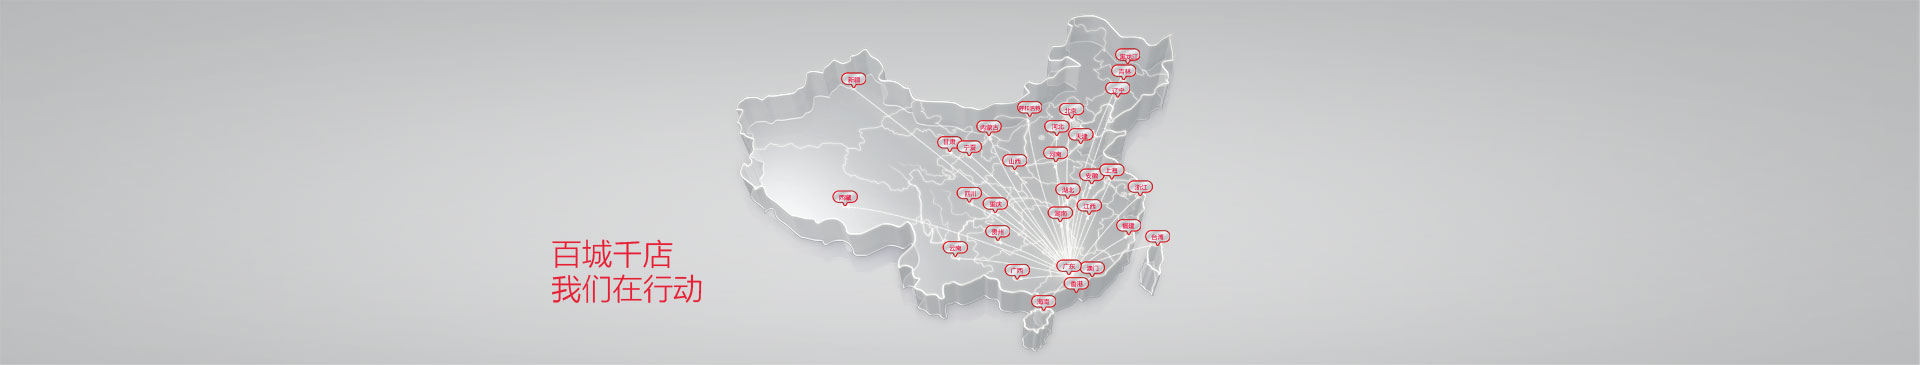 黑龙江
吉林
新疆
辽宁
呼和浩特
北京
内蒙古
河北
天津
甘肃
宁夏
河南
山西
上海
安徽
浙江
湖北
四川
西藏
重庆
江西
湖南
福建
贵州
台湾
百城千店
云南
广东
澳门
广西
我们在行动
香港
海南